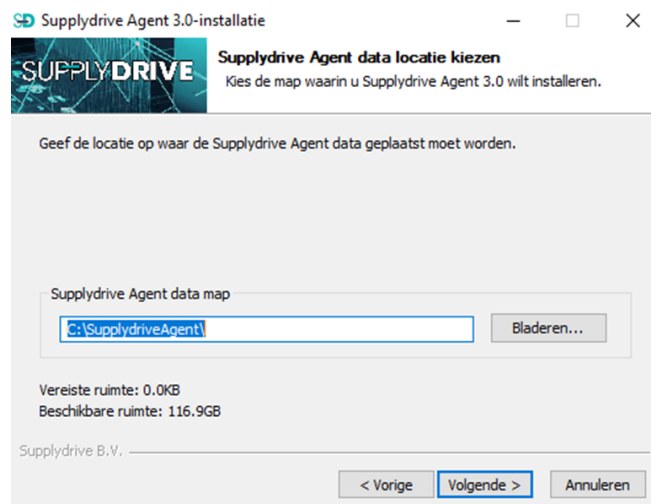 Supplydrive Agent 3.0-installatie
SUPPLYDRIVE
Supplydrive Agent data locatie kiezen
Kies de map waarin u Supplydrive Agent 3.0 wilt installeren.
Geef de locatie op waar de Supplydrive Agent data geplaatst moet worden.
Supplydrive Agent data map
C:\SupplydriveAgent\
Bladeren...
Vereiste ruimte: 0.0KB
Beschikbare ruimte: 116.9GB
Supplydrive B.V.
< Vorige
Volgende >
Annuleren